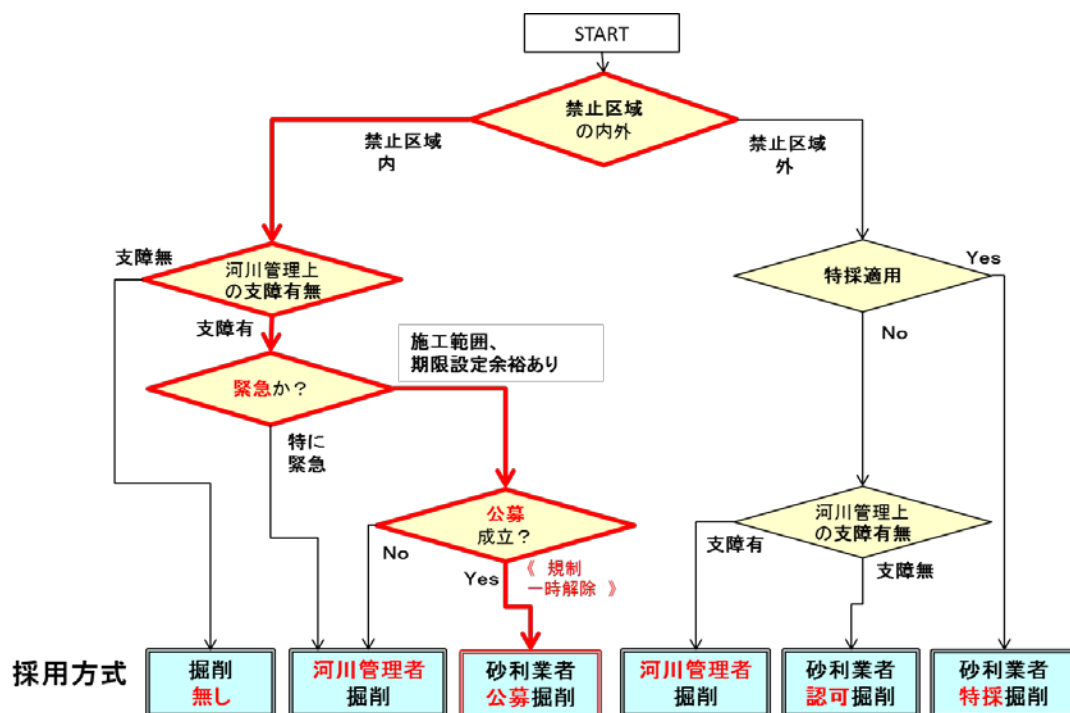 START
禁止区域
の内外
禁止区域
内
禁止区域
外
支障無
河川管理上
の支障有無
特採適用
Yes
支障有
No
施工範囲、
期限設定余裕あり
緊急か？
特に
緊急
公募
成立？
河川管理上
の支障有無
No
Yes
《 規制
一時解除 》
支障有
支障無
採用方式
掘削
無し
河川管理者
掘削
砂利業者
公募掘削
河川管理者
掘削
砂利業者
認可掘削
砂利業者
特採掘削